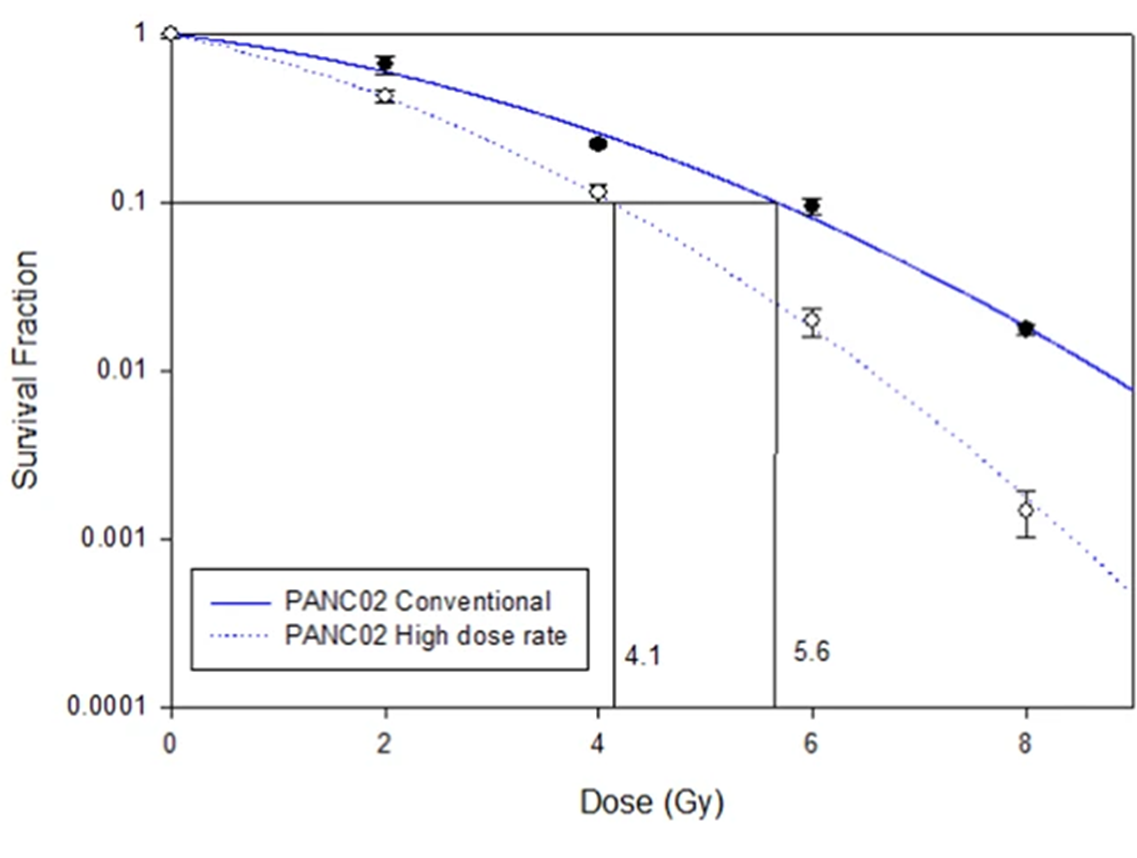 1
0.1
0.01
0.001
0.0001
Survival Fraction
PANC02 Conventional
PANC02 High dose rate
4.1
5.6
0 2 4 6 8
Dose (Gy)